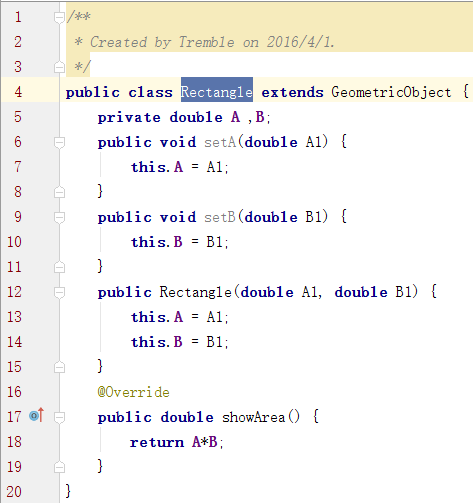 1 /**
2  * Created by Tremble on 2016/4/1.
3  */
4 public class Rectangle extends GeometricObject {
5     private double A ,B;
6     public void setA(double A1) {
7         this.A = A1;
8     }
9     public void setB(double B1) {
10         this.B = B1;
11     }
12     public Rectangle(double A1, double B1) {
13         this.A = A1;
14         this.B = B1;
15     }
16     @Override
17     public double showArea() {
18         return A*B;
19     }
20 }